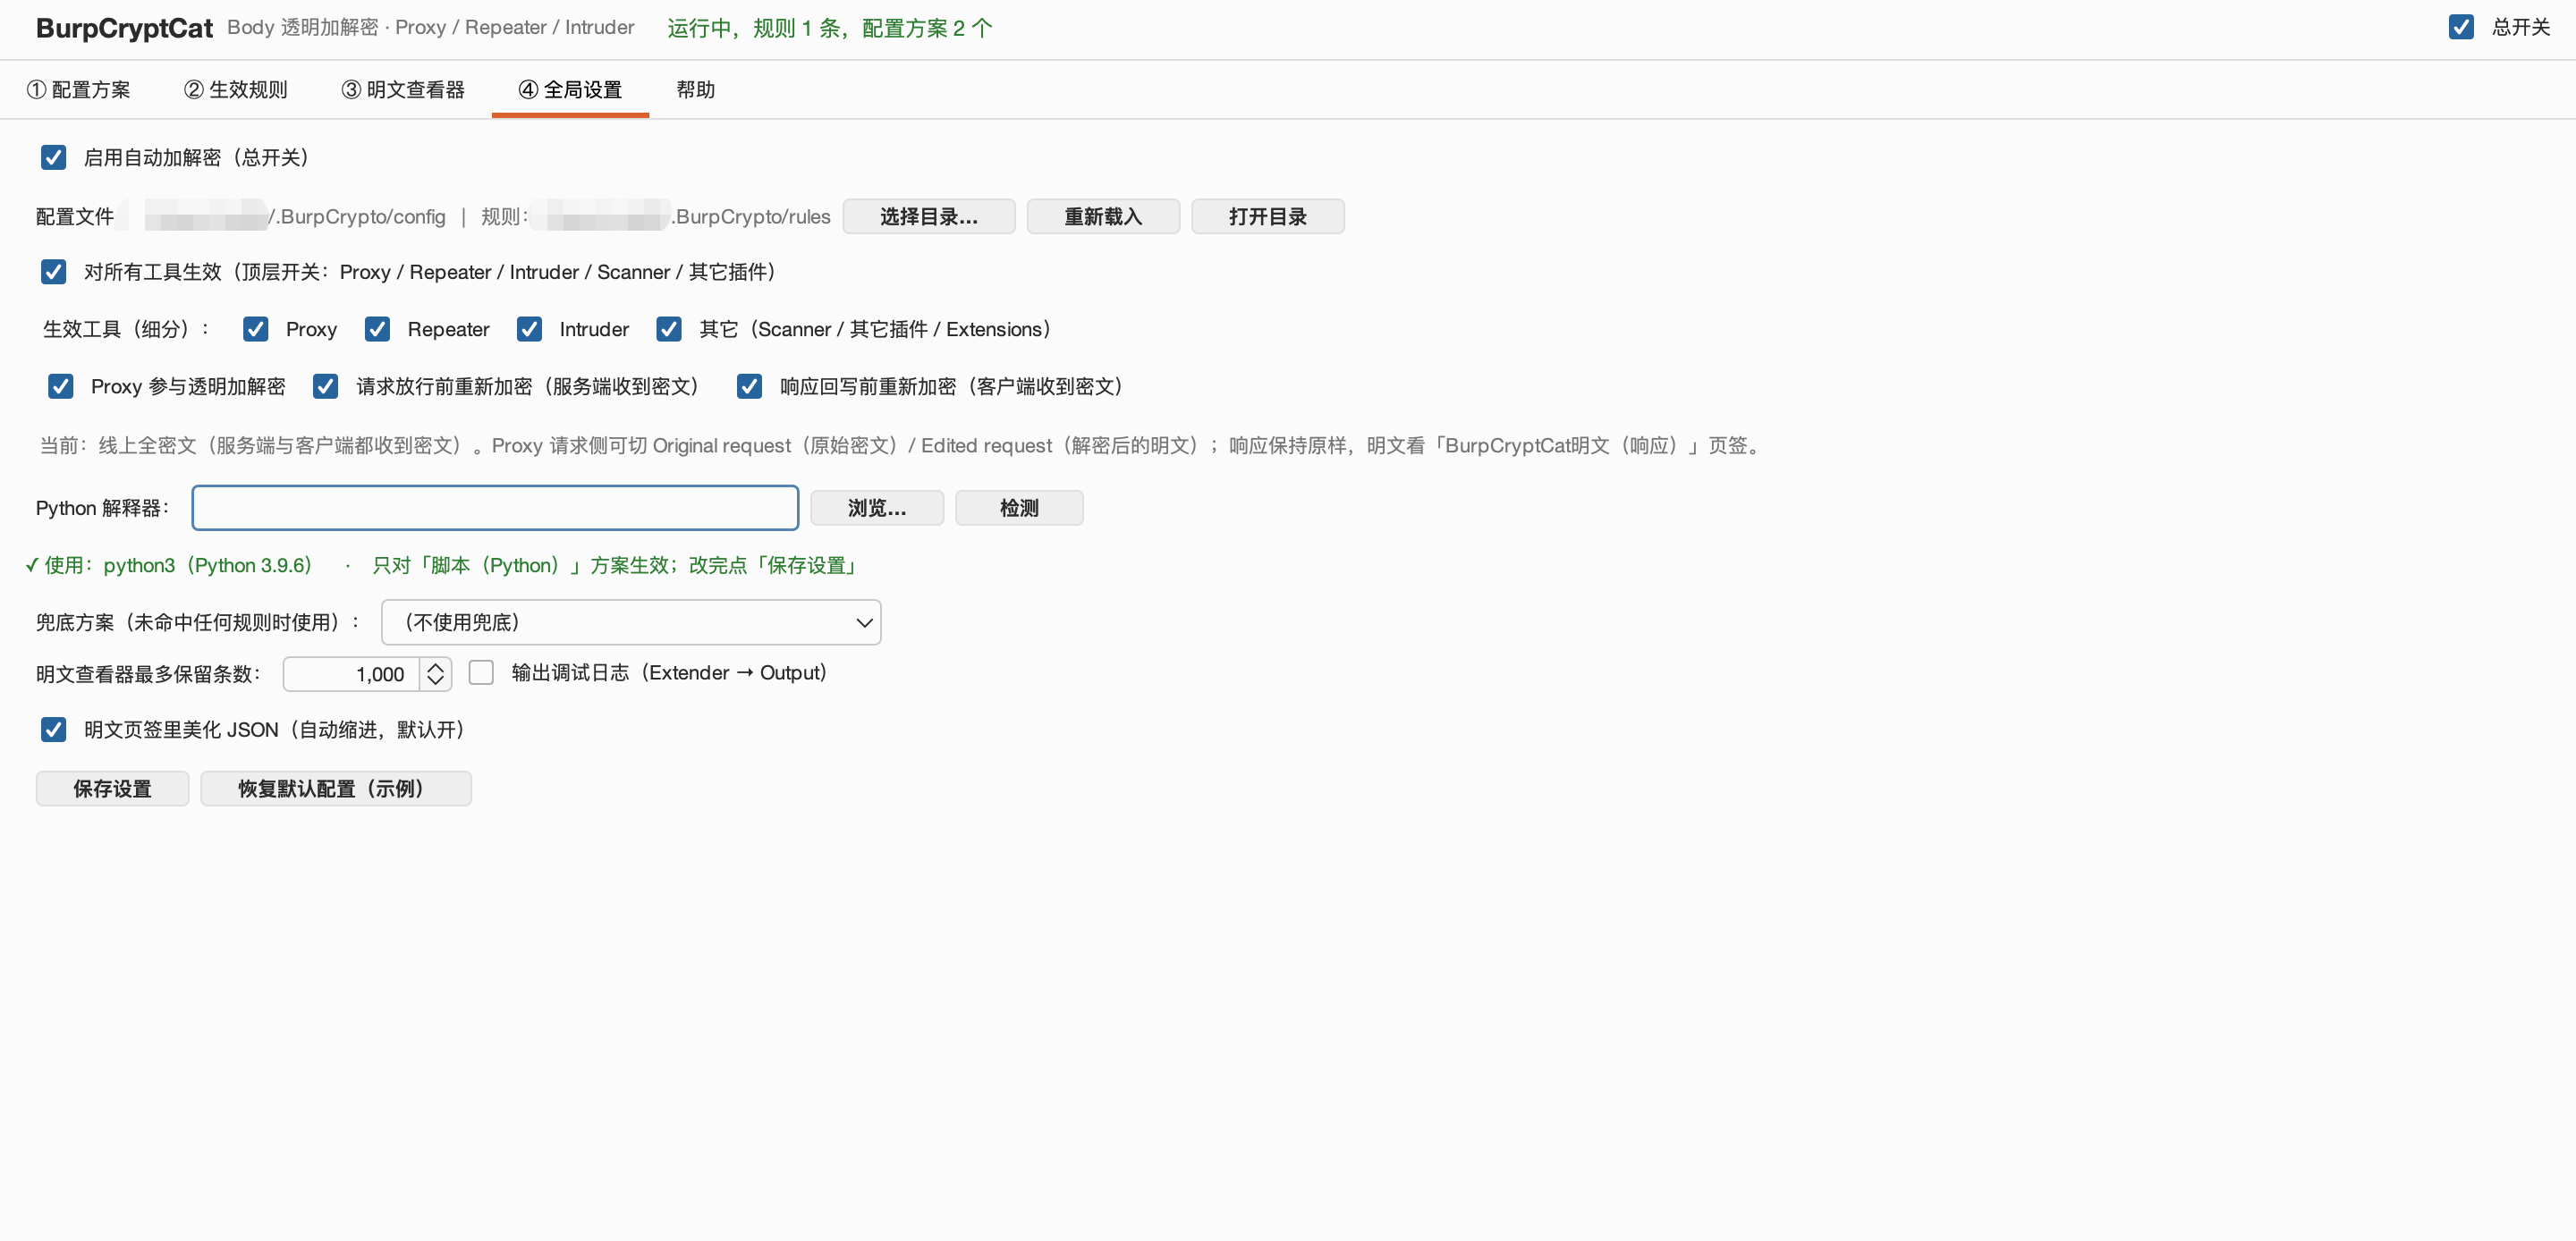 BurpCryptCat Body 透明加解密 · Proxy / Repeater / Intruder 运行中，规则 1 条，配置方案 2 个 总开关
① 配置方案 ② 生效规则 ③ 明文查看器 ④ 全局设置 帮助
启用自动加解密（总开关）
配置文件 /.BurpCrypto/config | 规则: .BurpCrypto/rules 选择目录... 重新载入 打开目录
对所有工具生效（顶层开关：Proxy / Repeater / Intruder / Scanner / 其它插件）
生效工具（细分）： Proxy Repeater Intruder 其它（Scanner / 其它插件 / Extensions）
Proxy 参与透明加解密 请求放行前重新加密（服务端收到密文） 响应回写前重新加密（客户端收到密文）
当前：线上全密文（服务端与客户端都收到密文）。Proxy 请求侧可切 Original request（原始密文）/ Edited request（解密后的明文）；响应保持原样，明文看「BurpCryptCat明文（响应）」页签。
Python 解释器： 浏览... 检测
✓ 使用：python3（Python 3.9.6） · 只对「脚本（Python）」方案生效；改完点「保存设置」
兜底方案（未命中任何规则时使用）： （不使用兜底）
明文查看器最多保留条数： 1,000 输出调试日志（Extender → Output）
明文页签里美化 JSON（自动缩进，默认开）
保存设置 恢复默认配置（示例）